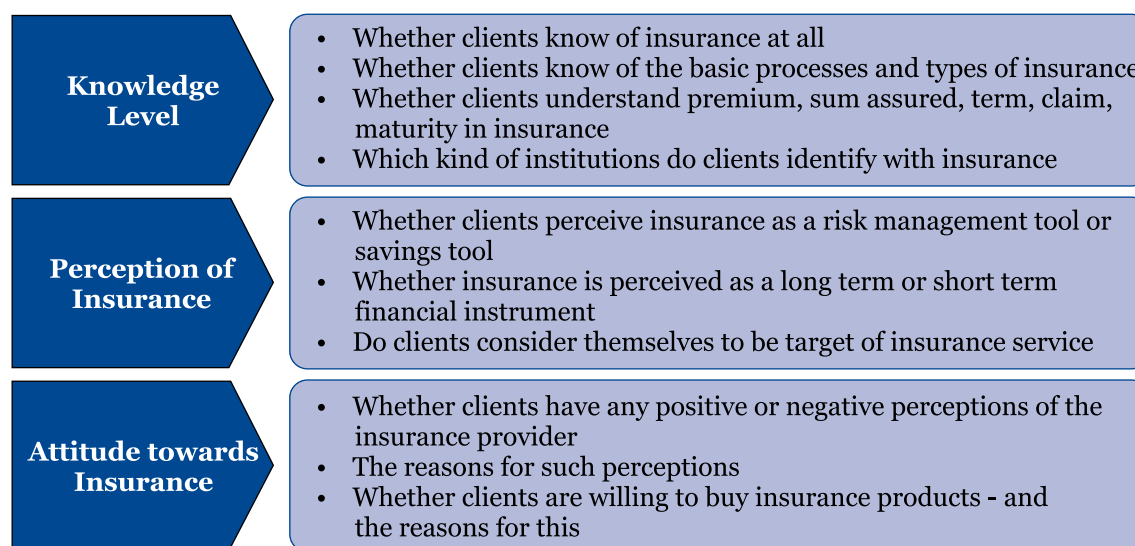 Knowledge
Level
• Whether clients know of insurance at all
• Whether clients know of the basic processes and types of insurance
• Whether clients understand premium, sum assured, term, claim,
maturity in insurance
• Which kind of institutions do clients identify with insurance
Perception of
Insurance
• Whether clients perceive insurance as a risk management tool or
savings tool
• Whether insurance is perceived as a long term or short term
financial instrument
• Do clients consider themselves to be target of insurance service
Attitude towards
Insurance
• Whether clients have any positive or negative perceptions of the
insurance provider
• The reasons for such perceptions
• Whether clients are willing to buy insurance products - and
the reasons for this